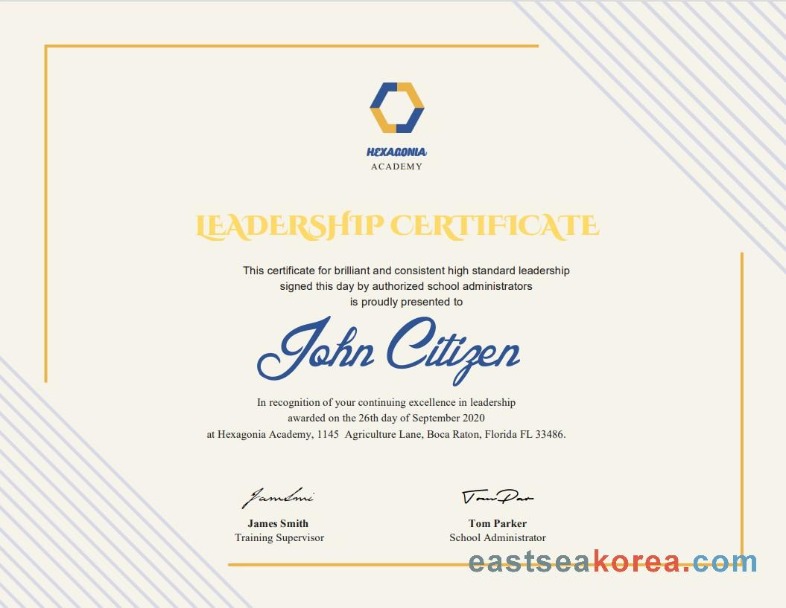 HEXAGONIA
ACADEMY
LEADERSHIP CERTIFICATE
This certificate for brilliant and consistent high standard leadership
signed this day by authorized school administrators
is proudly presented to
John Citizen
In recognition of your continuing excellence in leadership
awarded on the 26th day of September 2020
at Hexagonia Academy, 1145 Agriculture Lane, Boca Raton, Florida FL 33486.
JamSmi
TomPar
James Smith
Tom Parker
Training Supervisor
School Administrator
eastseakorea.com